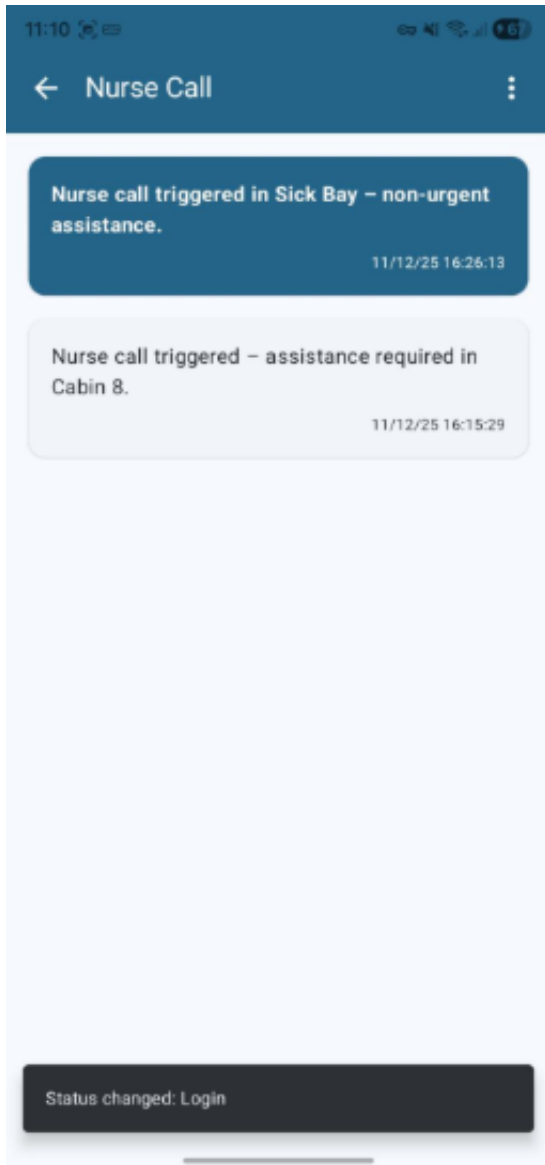 11:10
Nurse Call
Nurse call triggered in Sick Bay – non-urgent
assistance.
11/12/25 16:26:13
Nurse call triggered – assistance required in
Cabin 8.
11/12/25 16:15:29
Status changed: Login